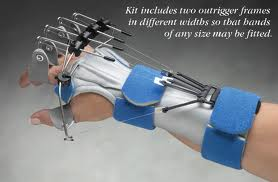 Kit includes two outrigger frames
in different widths so that hands
of any size may be fitted.